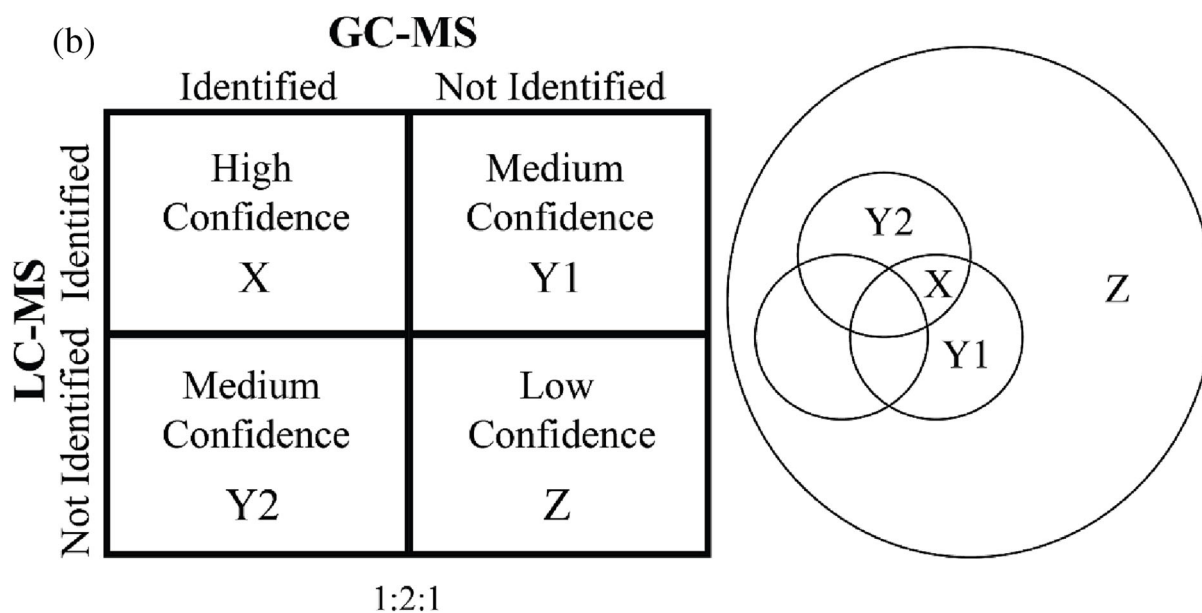 (b)
GC-MS
Identified
Not Identified
LC-MS
Identified
Not Identified
High
Confidence
X
Medium
Confidence
Y1
Medium
Confidence
Y2
Low
Confidence
Z
1:2:1
Y2
X
Y1
Z